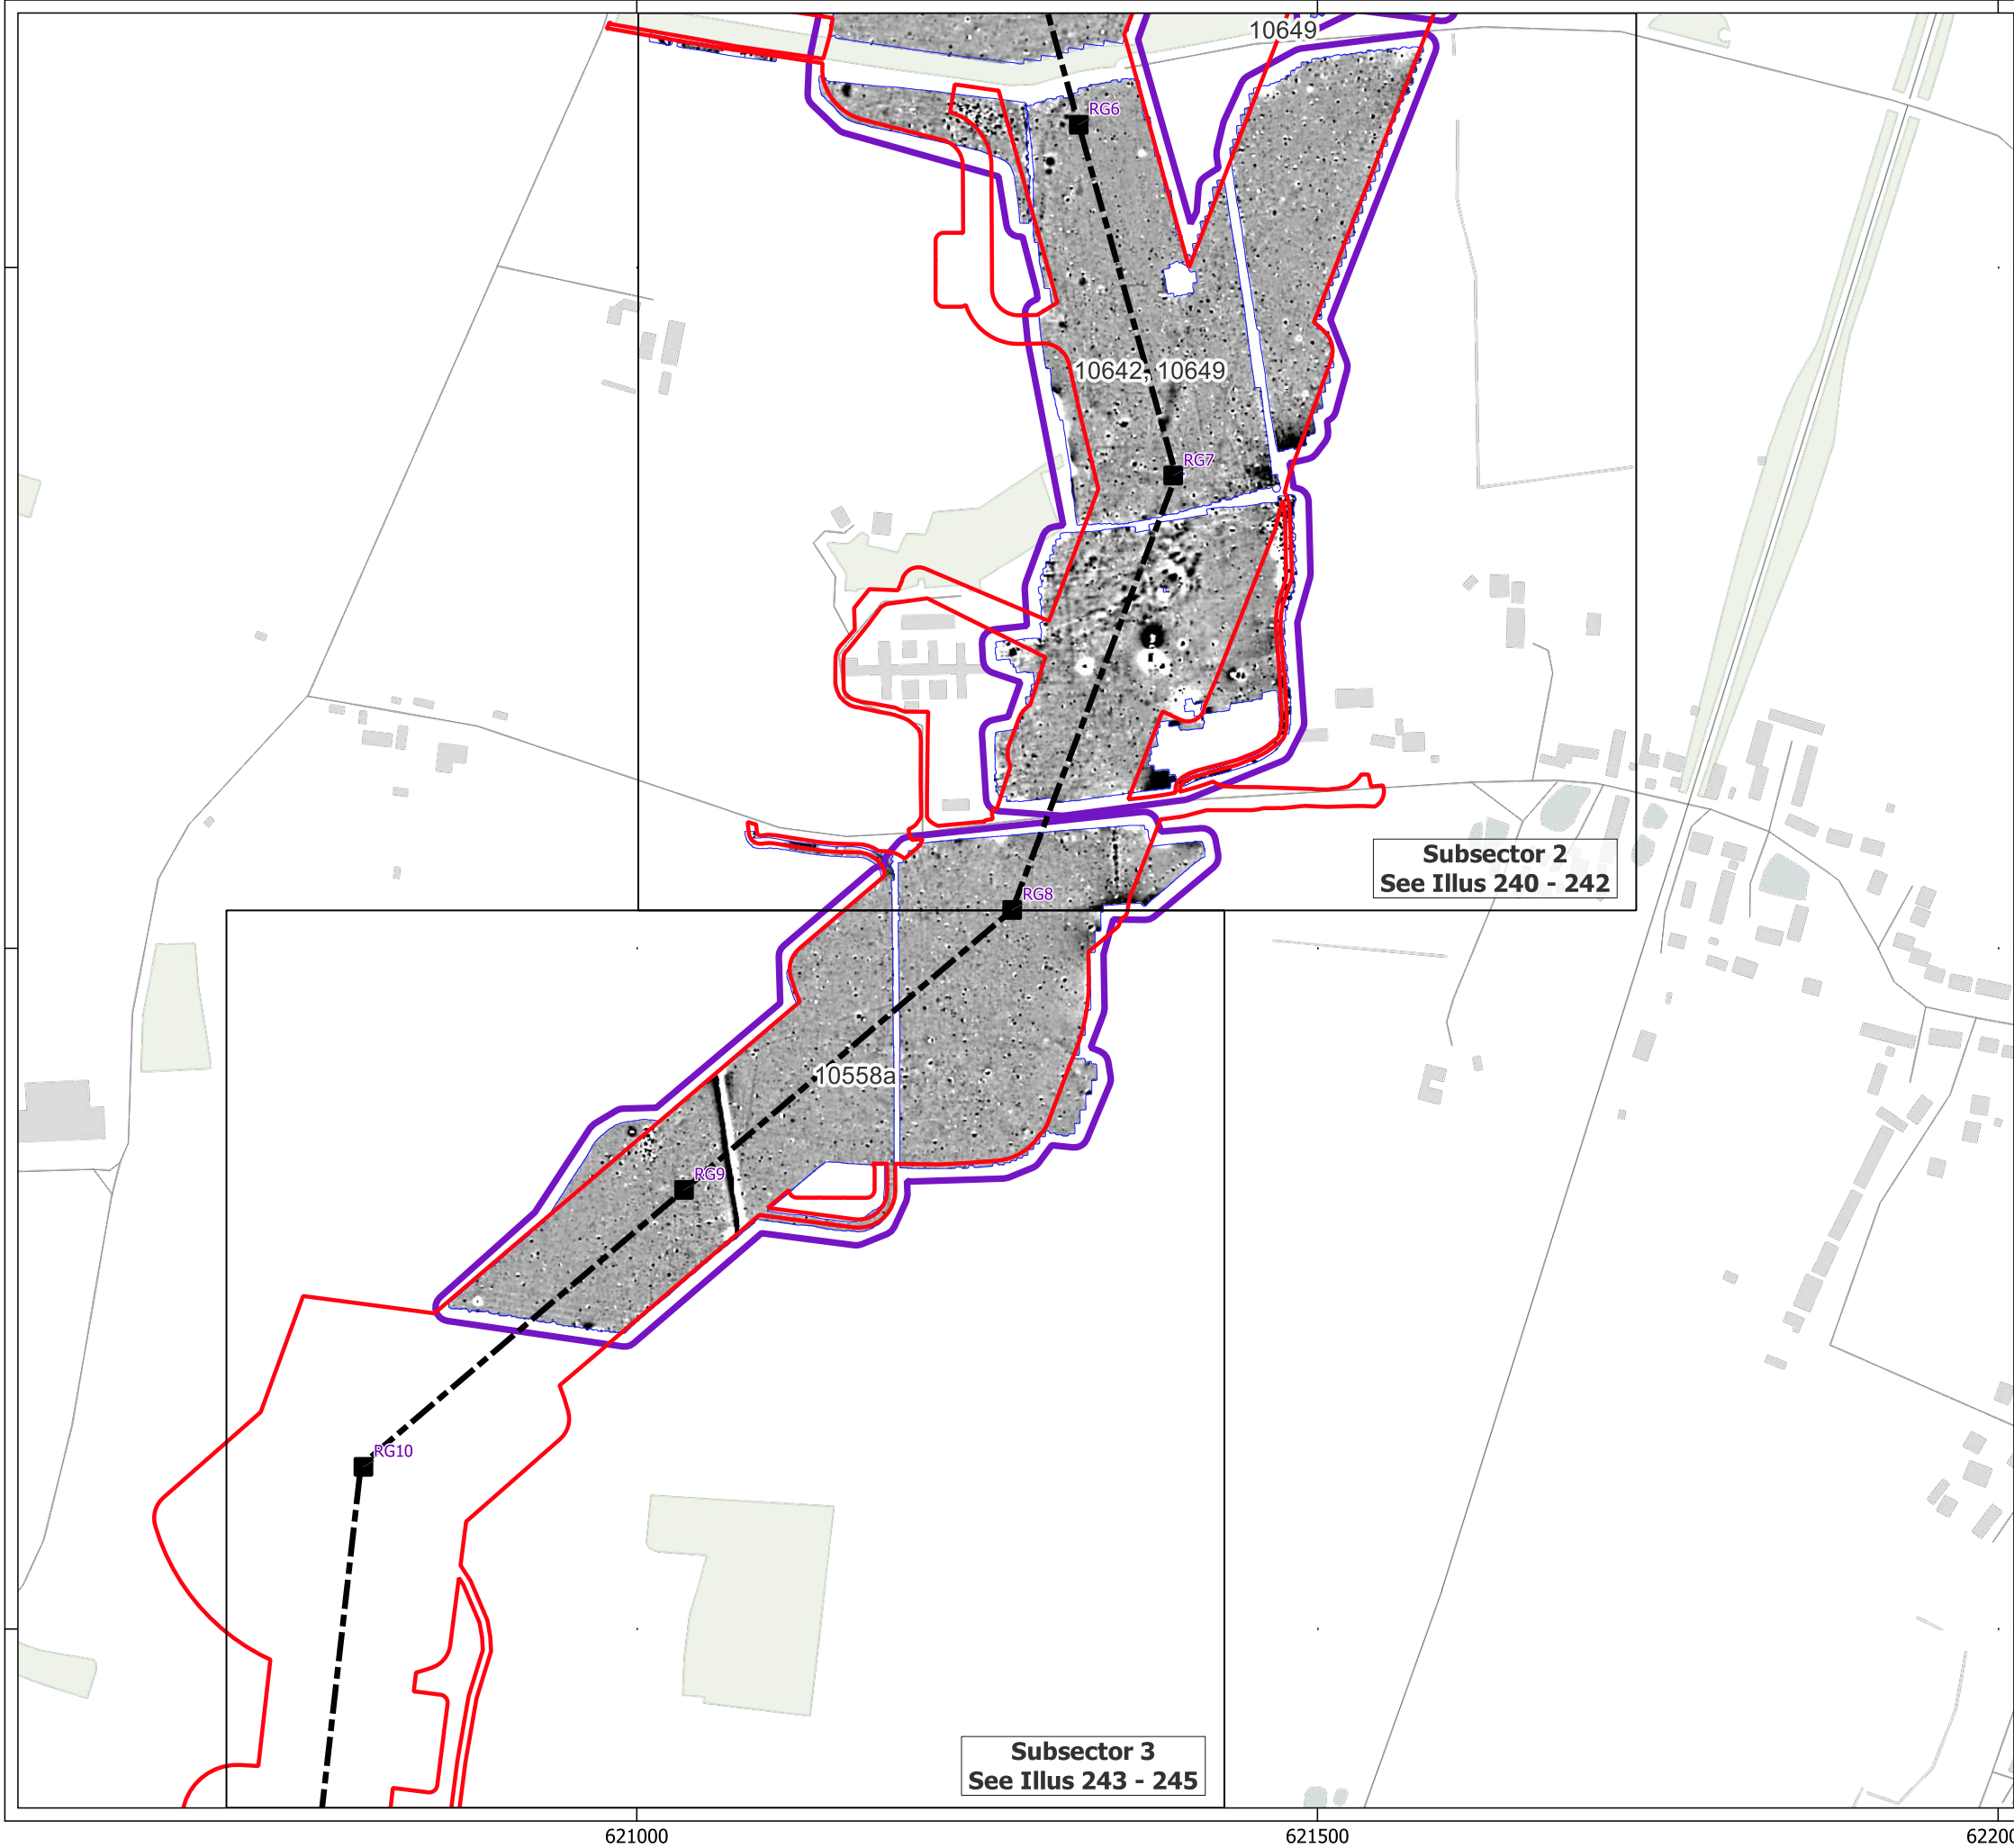 10649
RG6
10642, 10649
RG7
Subsector 2
See Illus 240 - 242
RG8
10558a
RG9
RG10
Subsector 3
See Illus 243 - 245
621000
621500